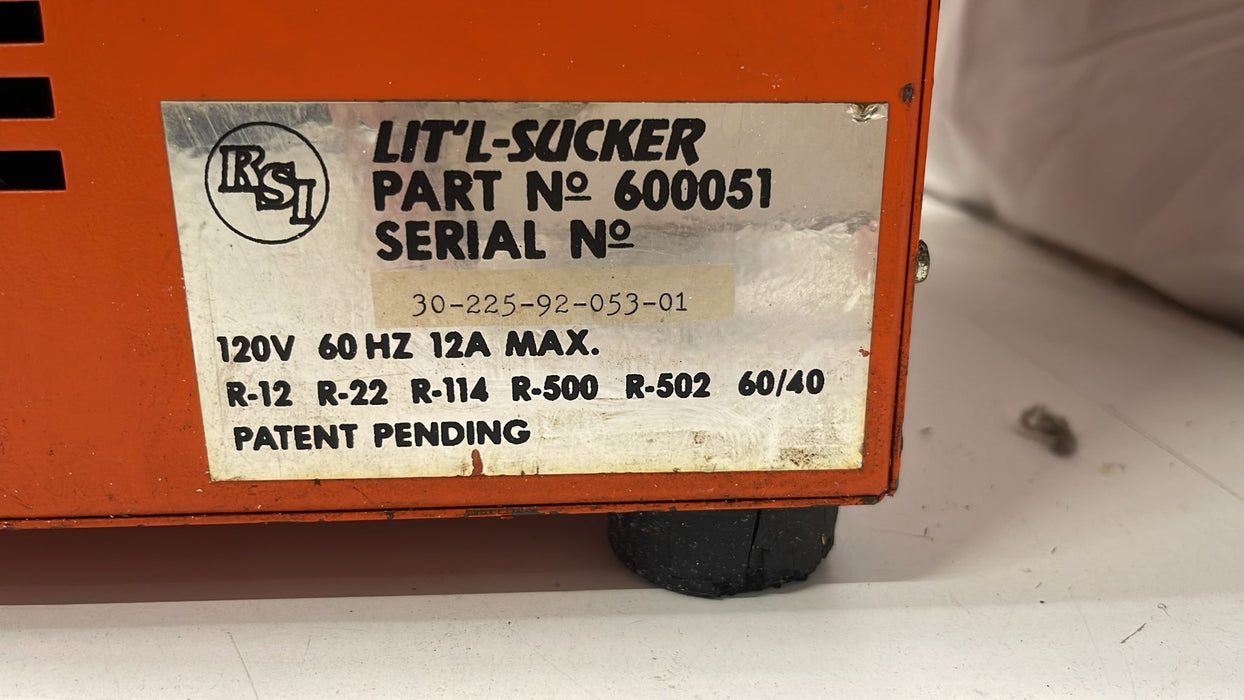 RSI
LIT'L-SUCKER
PART Nº 600051
SERIAL Nº
30-225-92-053-01
120V 60 HZ 12A MAX.
R-12 R-22 R-114 R-500 R-502 60/40
PATENT PENDING